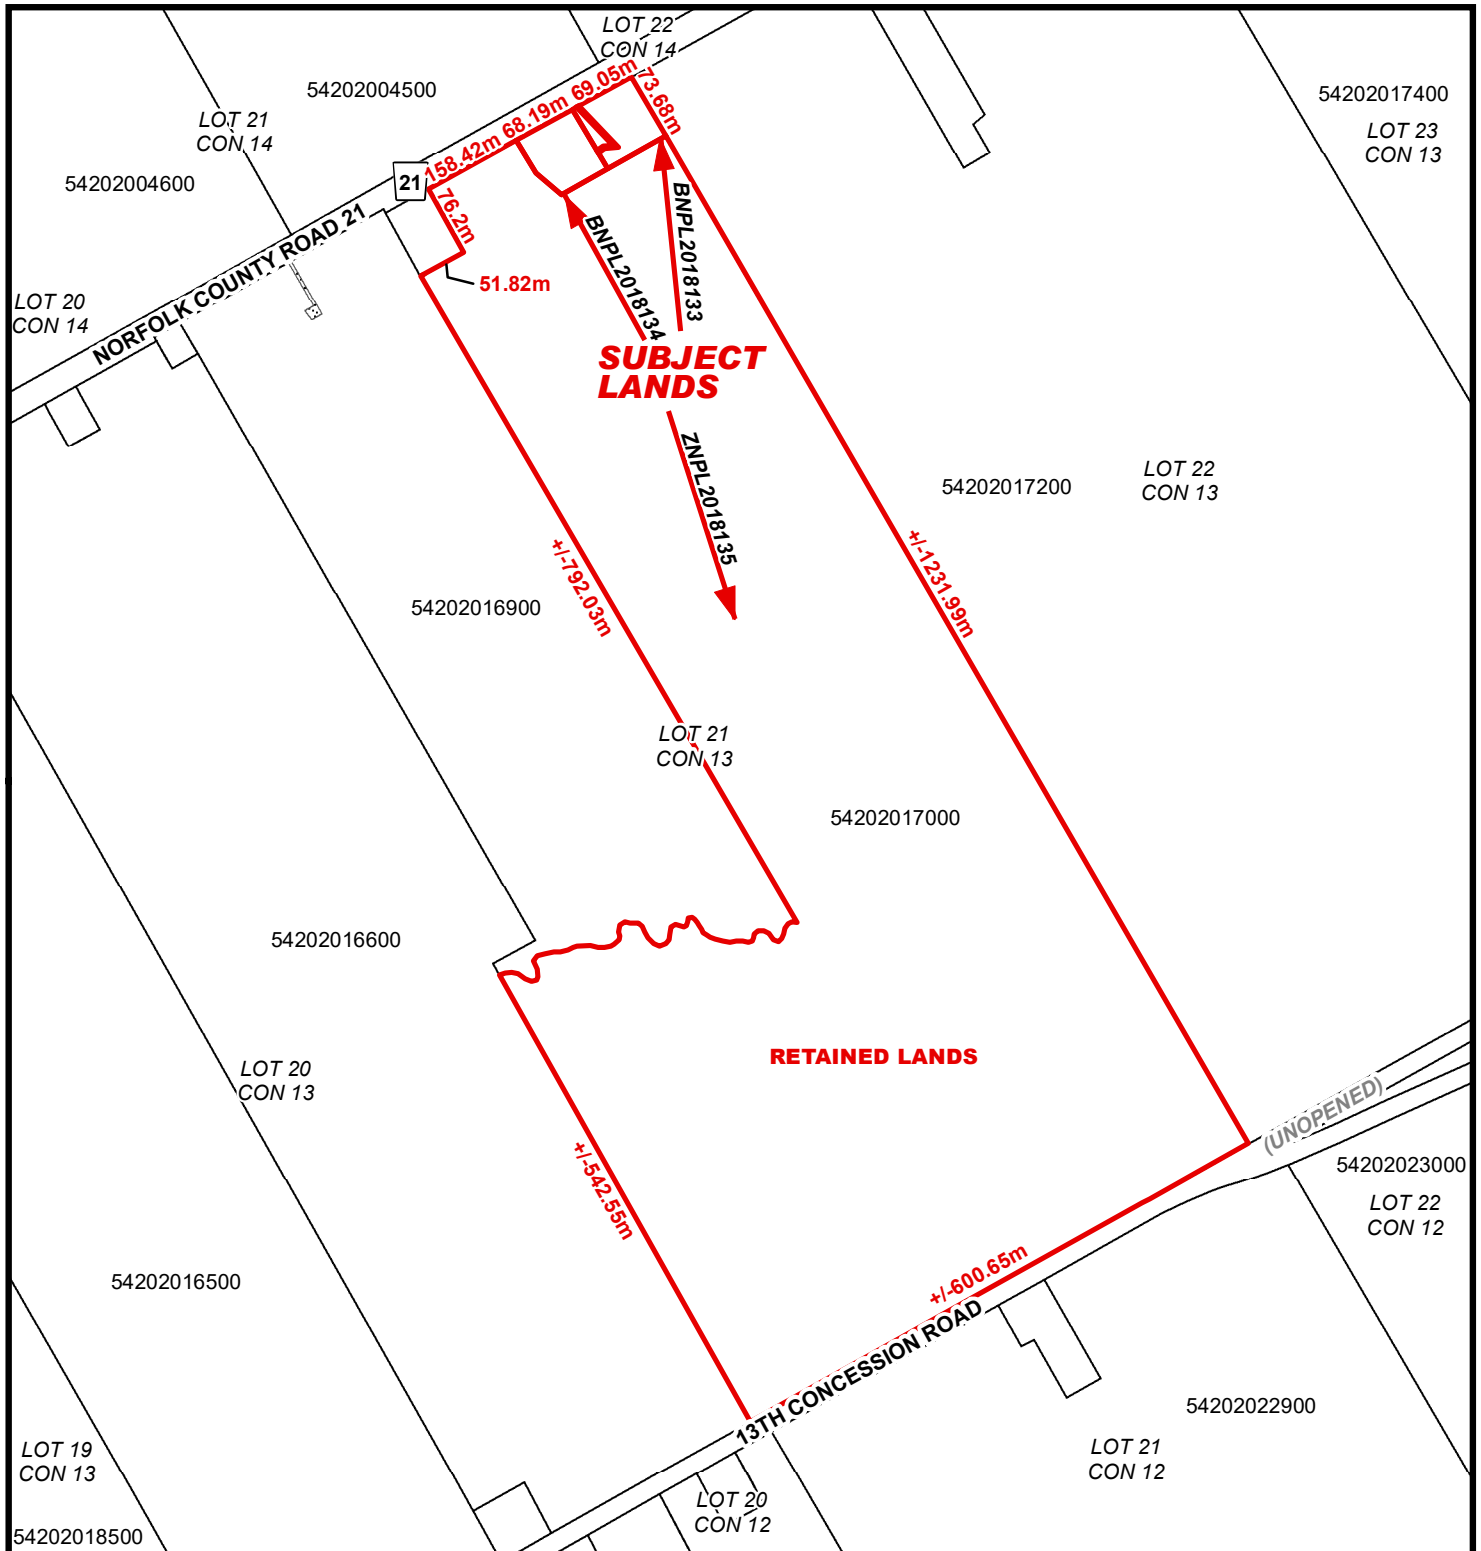 LOT 22
CON 14
54202004500
54202017400
LOT 21
CON 14
LOT 23
CON 13
69.05m
73.68m
68.19m
158.42m
54202004600
21
76.2m
BNPL2018133
BNPL2018134
NORFOLK COUNTY ROAD 21
51.82m
LOT 20
CON 14
SUBJECT
LANDS
ZNPL2018135
LOT 22
CON 13
54202017200
+/-792.03m
+/-1231.99m
54202016900
LOT 21
CON 13
54202017000
54202016600
RETAINED LANDS
LOT 20
CON 13
(UNOPENED)
54202023000
+/-542.55m
LOT 22
CON 12
54202016500
+/-600.65m
13TH CONCESSION ROAD
54202022900
LOT 19
CON 13
LOT 21
CON 12
LOT 20
CON 12
54202018500